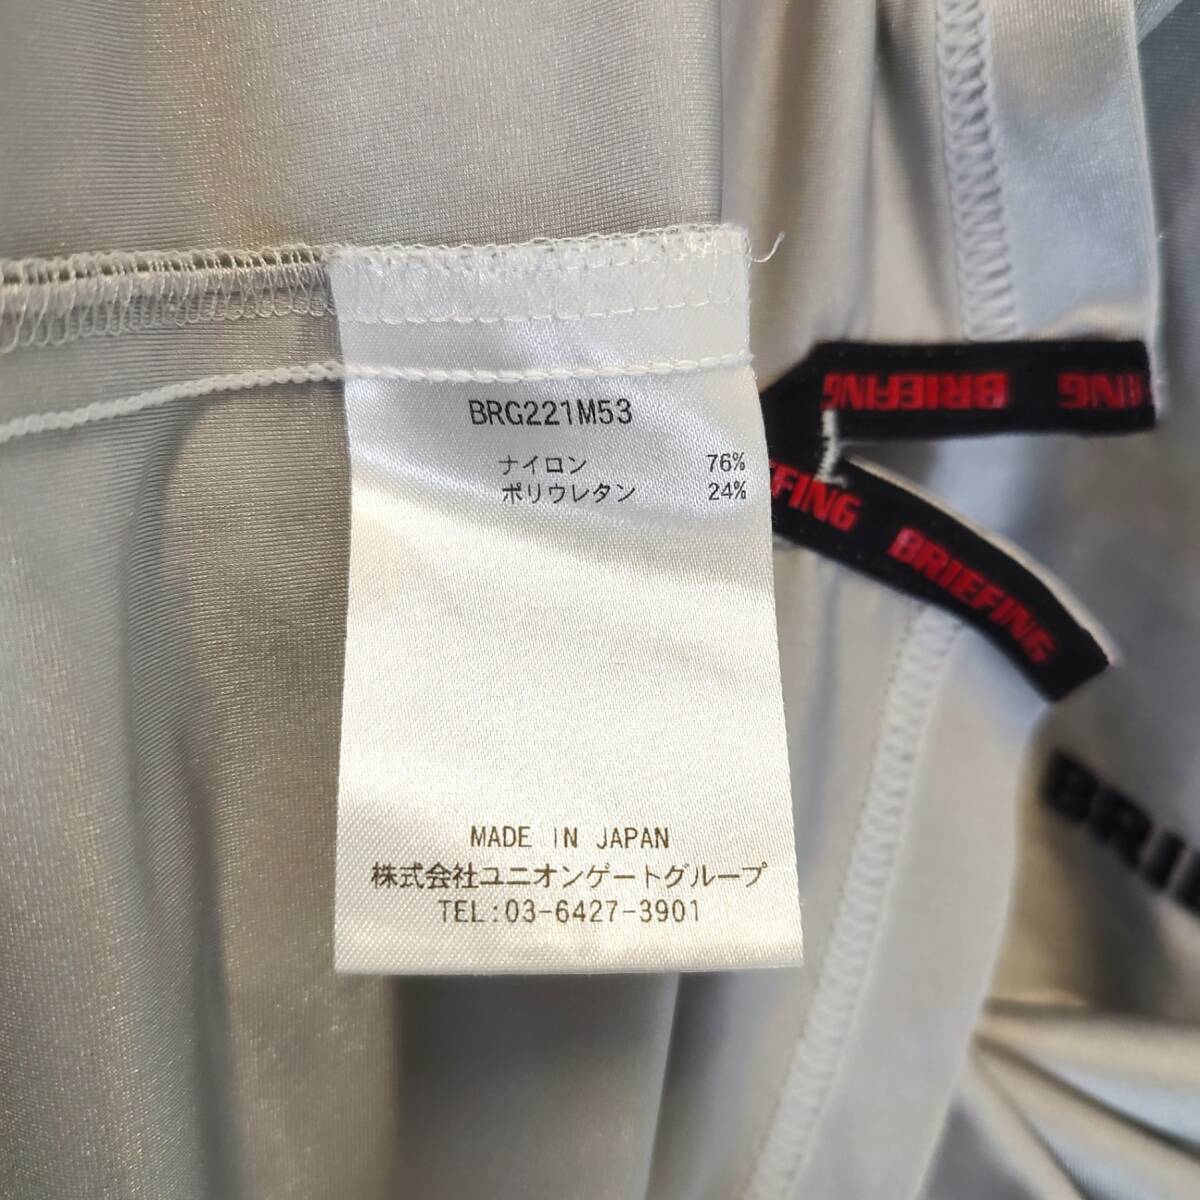 BRG221M53
ナイロン 76%
ポリウレタン 24%
MADE IN JAPAN
株式会社ユニオンゲートグループ
TEL:03-6427-3901
BRIEFING
BRIEFING